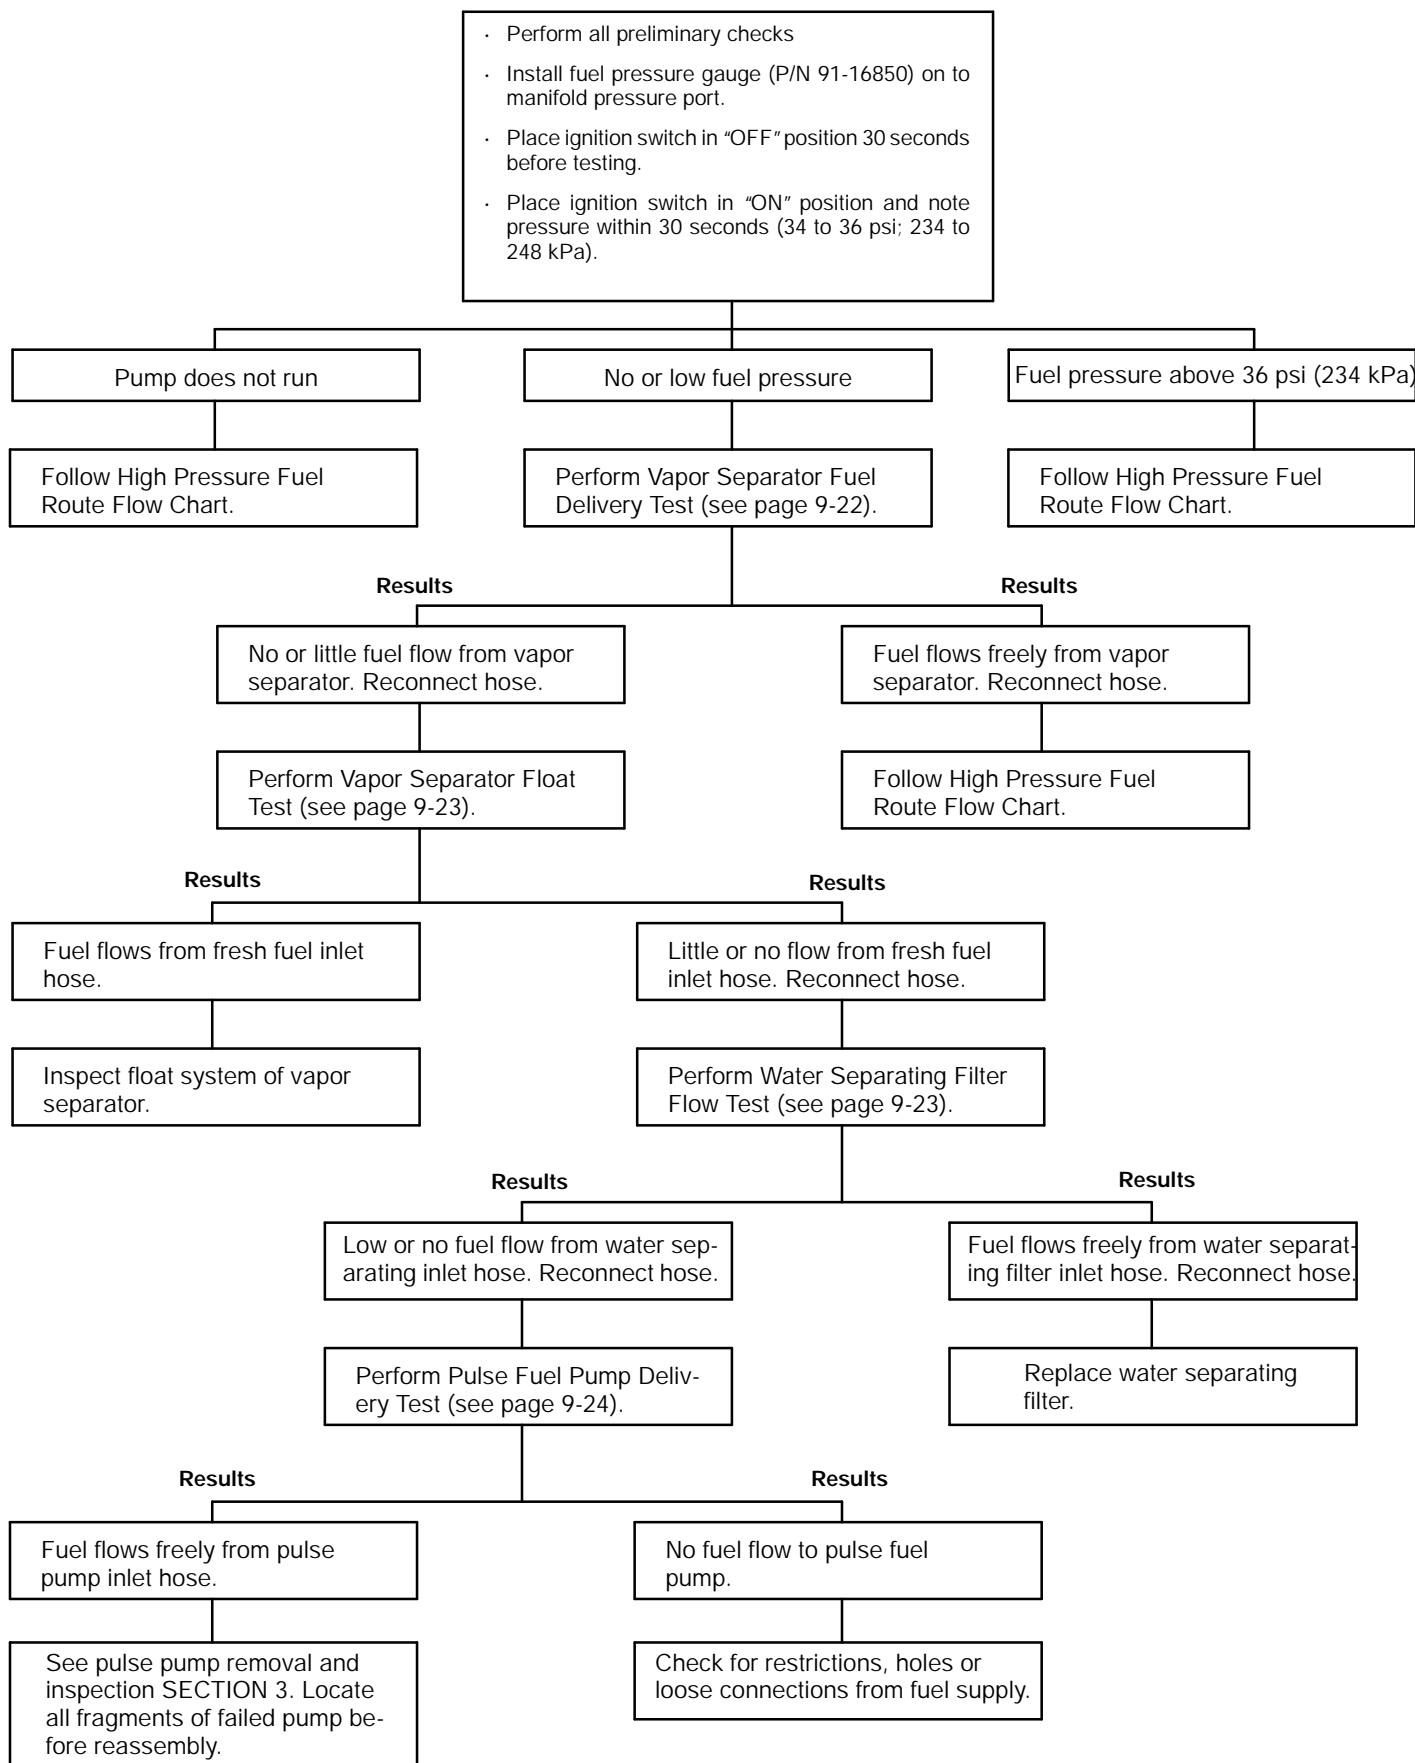 · Perform all preliminary checks
· Install fuel pressure gauge (P/N 91-16850) on to
manifold pressure port.
· Place ignition switch in “OFF” position 30 seconds
before testing.
· Place ignition switch in “ON” position and note
pressure within 30 seconds (34 to 36 psi; 234 to
248 kPa).
Pump does not run
No or low fuel pressure
Fuel pressure above 36 psi (234 kPa)
Follow High Pressure Fuel
Route Flow Chart.
Perform Vapor Separator Fuel
Delivery Test (see page 9-22).
Follow High Pressure Fuel
Route Flow Chart.
Results
Results
No or little fuel flow from vapor
separator. Reconnect hose.
Fuel flows freely from vapor
separator. Reconnect hose.
Perform Vapor Separator Float
Test (see page 9-23).
Follow High Pressure Fuel
Route Flow Chart.
Results
Results
Fuel flows from fresh fuel inlet
hose.
Little or no flow from fresh fuel
inlet hose. Reconnect hose.
Inspect float system of vapor
separator.
Perform Water Separating Filter
Flow Test (see page 9-23).
Results
Results
Low or no fuel flow from water sep-
arating inlet hose. Reconnect hose.
Fuel flows freely from water separat-
ing filter inlet hose. Reconnect hose.
Perform Pulse Fuel Pump Deliv-
ery Test (see page 9-24).
Replace water separating
filter.
Results
Results
Fuel flows freely from pulse
pump inlet hose.
No fuel flow to pulse fuel
pump.
See pulse pump removal and
inspection SECTION 3. Locate
all fragments of failed pump be-
fore reassembly.
Check for restrictions, holes or
loose connections from fuel supply.